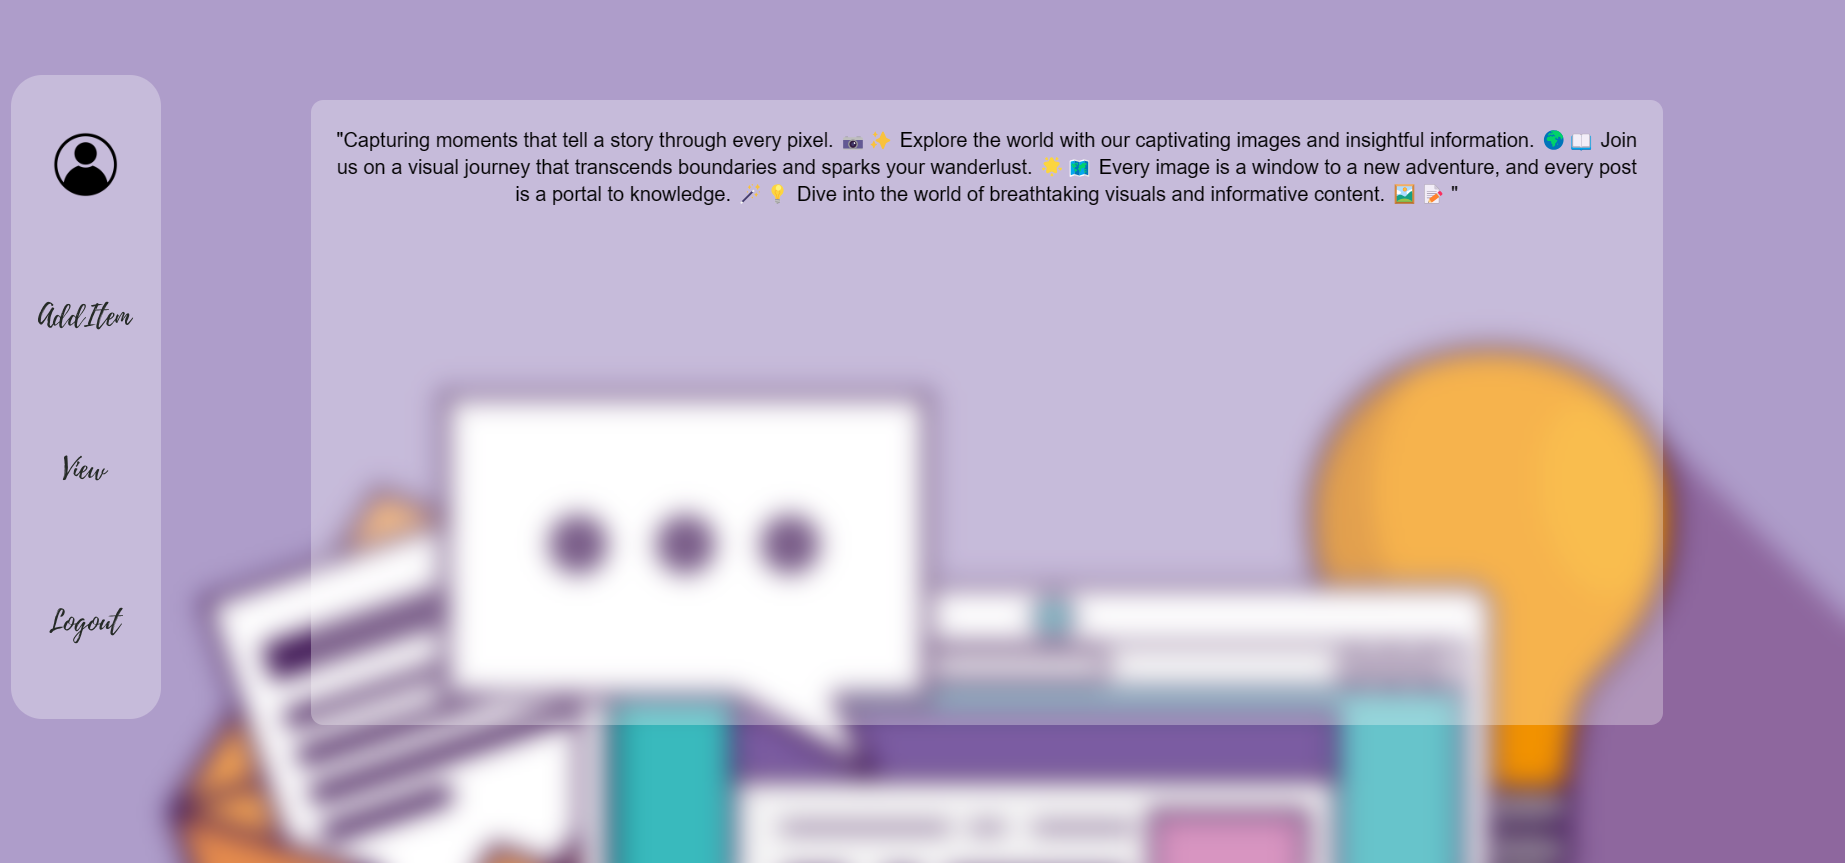 "Capturing moments that tell a story through every pixel. 📷 ✨ Explore the world with our captivating images and insightful information. 🌍 📖 Join
us on a visual journey that transcends boundaries and sparks your wanderlust. 🌟 🗺️ Every image is a window to a new adventure, and every post
is a portal to knowledge. 🪄 💡 Dive into the world of breathtaking visuals and informative content. 🖼️ 📝 "
AddItem
View
Logout